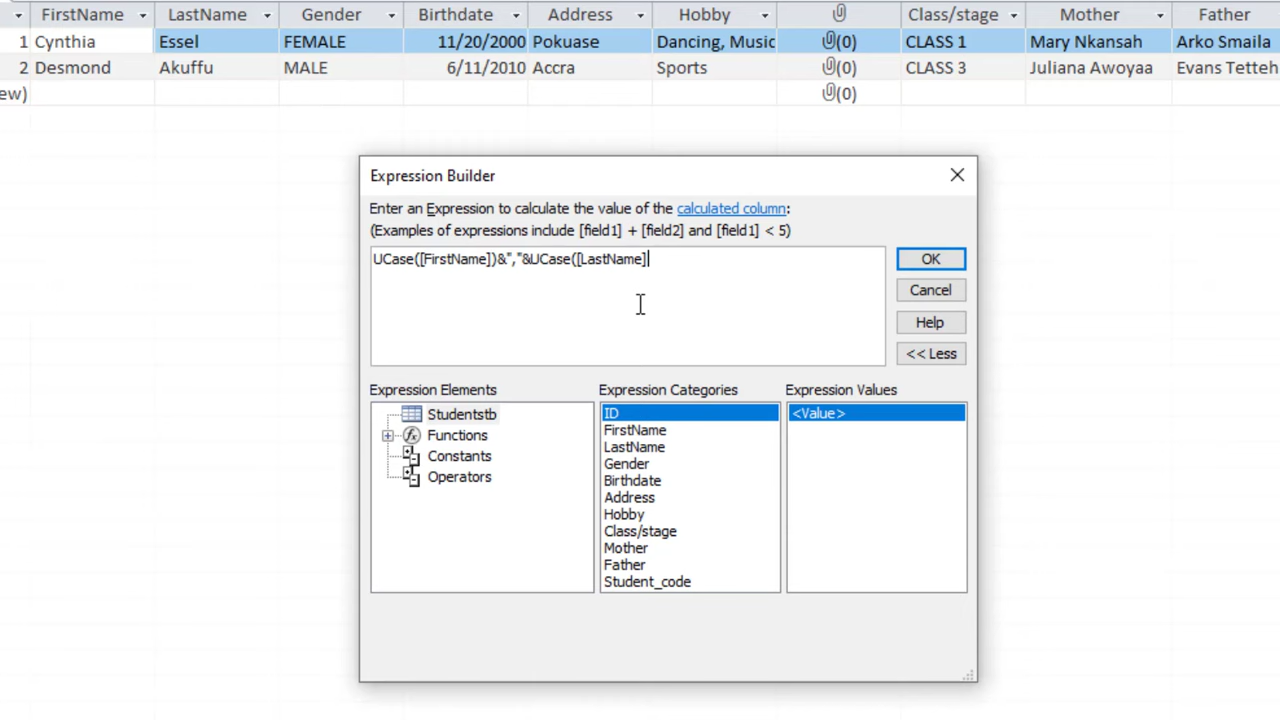 FirstName LastName Gender Birthdate Address Hobby Class/stage Mother Father
1 Cynthia Essel FEMALE 11/20/2000 Pokuase Dancing, Music (0) CLASS 1 Mary Nkansah Arko Smaila
2 Desmond Akuffu MALE 6/11/2010 Accra Sports (0) CLASS 3 Juliana Awoyaa Evans Tetteh
ew) (0)
Expression Builder
Enter an Expression to calculate the value of the calculated column:
(Examples of expressions include [field1] + [field2] and [field1] < 5)
UCase([FirstName])&","&UCase([LastName]
OK
Cancel
Help
<< Less
Expression Elements
Studentstb
Functions
Constants
Operators
Expression Categories
ID
FirstName
LastName
Gender
Birthdate
Address
Hobby
Class/stage
Mother
Father
Student_code
Expression Values
<Value>